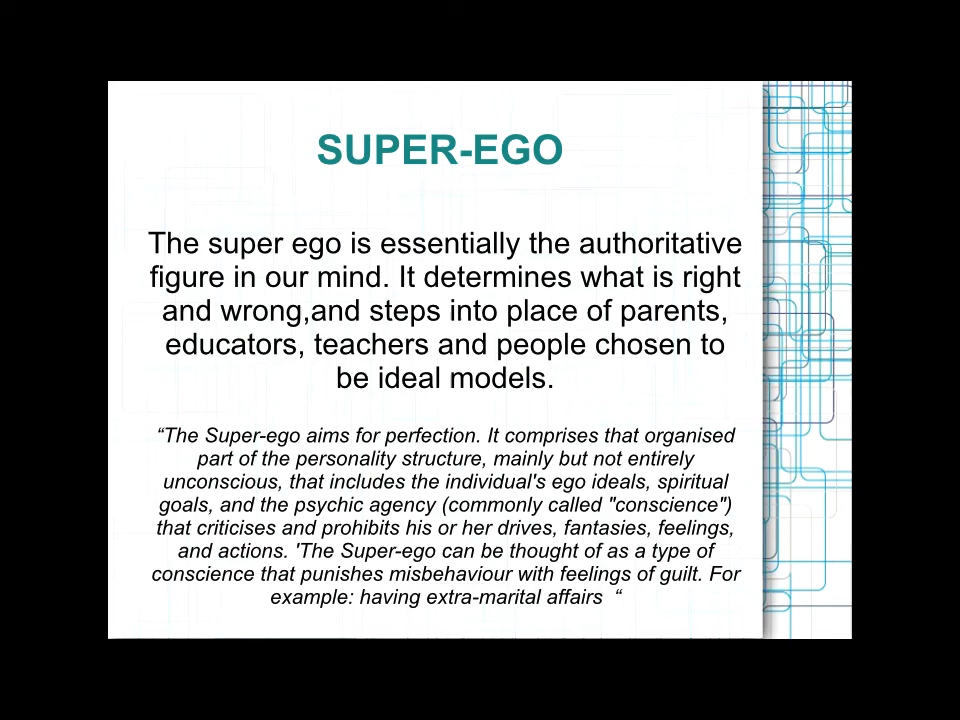 SUPER-EGO
The super ego is essentially the authoritative
figure in our mind. It determines what is right
and wrong,and steps into place of parents,
educators, teachers and people chosen to
be ideal models.
“The Super-ego aims for perfection. It comprises that organised
part of the personality structure, mainly but not entirely
unconscious, that includes the individual's ego ideals, spiritual
goals, and the psychic agency (commonly called "conscience")
that criticises and prohibits his or her drives, fantasies, feelings,
and actions. 'The Super-ego can be thought of as a type of
conscience that punishes misbehaviour with feelings of guilt. For
example: having extra-marital affairs  “